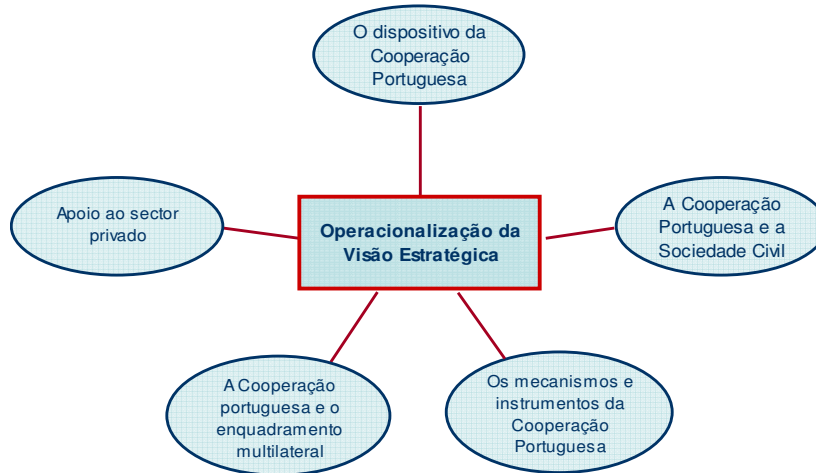 O dispositivo da
Cooperação
Portuguesa
Apoio ao sector
privado
Operacionalização da
Visão Estratégica
A Cooperação
Portuguesa e a
Sociedade Civil
A Cooperação
portuguesa e o
enquadramento
multilateral
Os mecanismos e
instrumentos da
Cooperação
Portuguesa